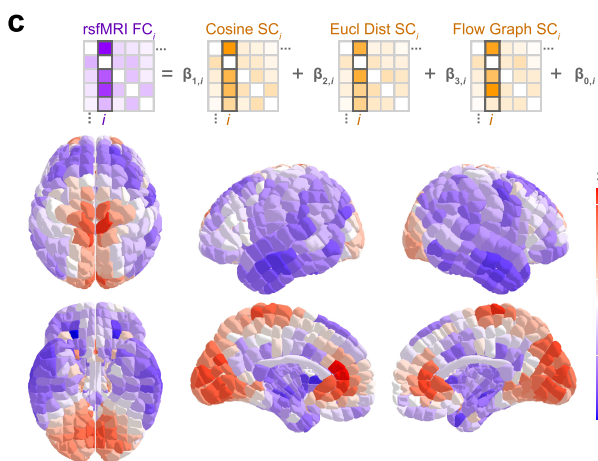 c
rsfMRI FCi Cosine SCi Eucl Dist SCi Flow Graph SCi
... = β1,i ... + β2,i ... + β3,i ... + β0,i
⋮ i ⋮ i ⋮ i ⋮ i